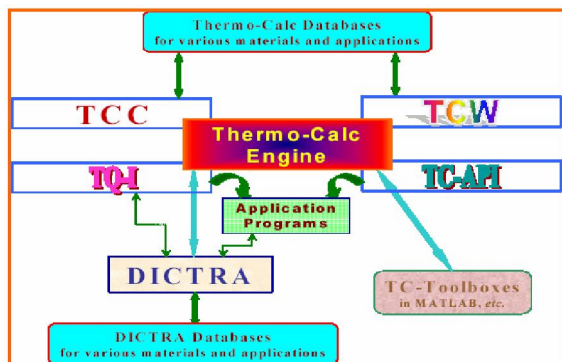 Thermo-Calc Databases
for various materials and applications
TCC
TCW
Thermo-Calc
Engine
TQ-I
TC-API
Application
Programs
DICTRA
TC-Toolboxes
in MATLAB, etc.
DICTRA Databases
for various materials and applications